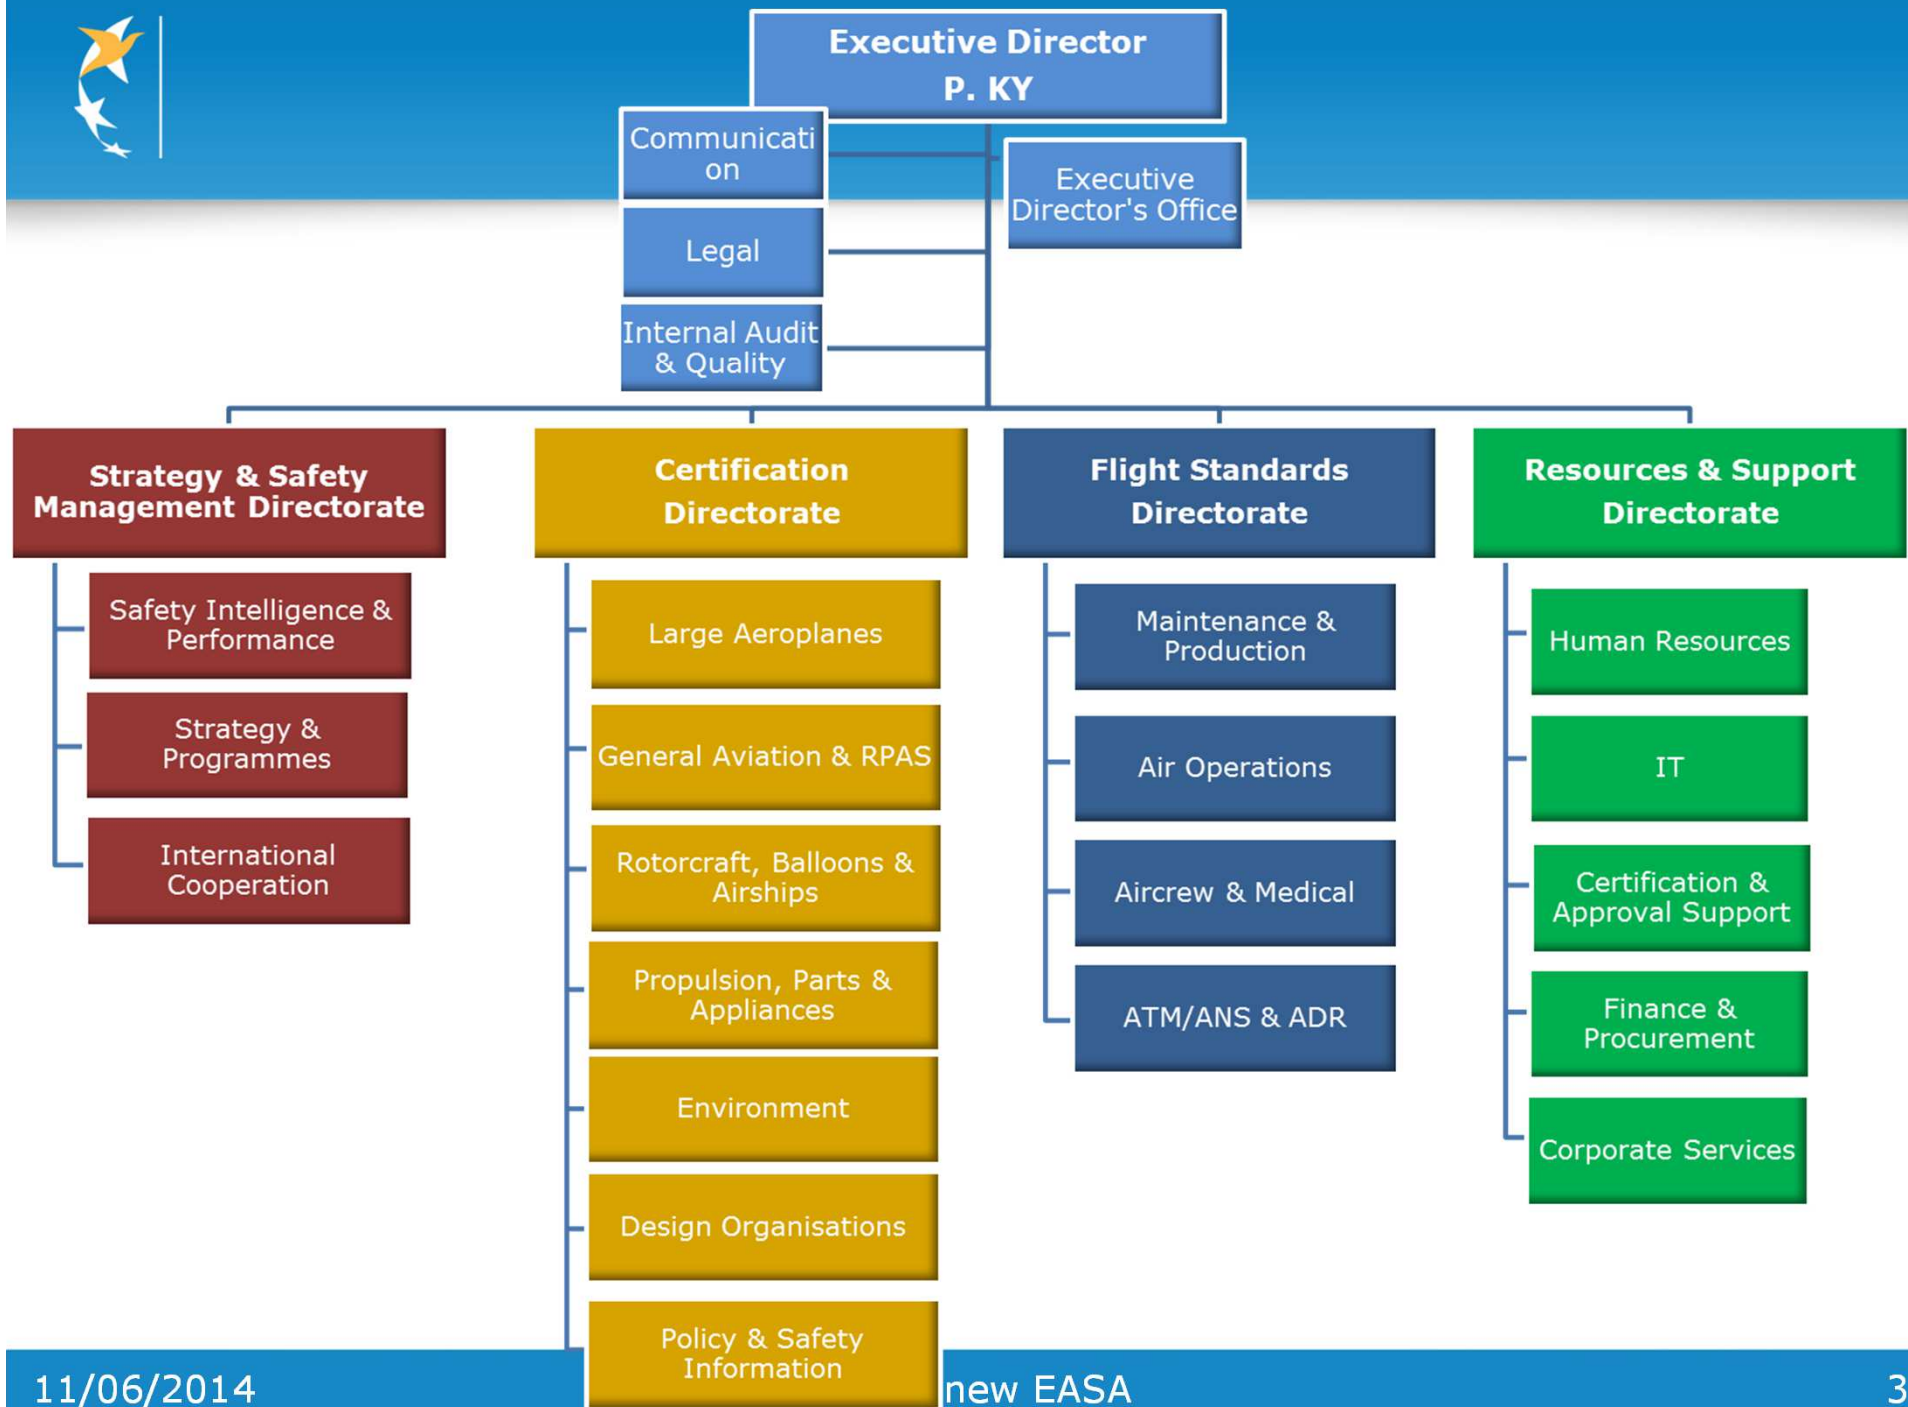 Executive Director
P. KY
Communicati
on
Executive
Director's Office
Legal
Internal Audit
& Quality
Strategy & Safety
Management Directorate
Safety Intelligence &
Performance
Strategy &
Programmes
International
Cooperation
Certification
Directorate
Large Aeroplanes
General Aviation & RPAS
Rotorcraft, Balloons &
Airships
Propulsion, Parts &
Appliances
Environment
Design Organisations
Policy & Safety
Information
Flight Standards
Directorate
Maintenance &
Production
Air Operations
Aircrew & Medical
ATM/ANS & ADR
Resources & Support
Directorate
Human Resources
IT
Certification &
Approval Support
Finance &
Procurement
Corporate Services
11/06/2014
new EASA
3